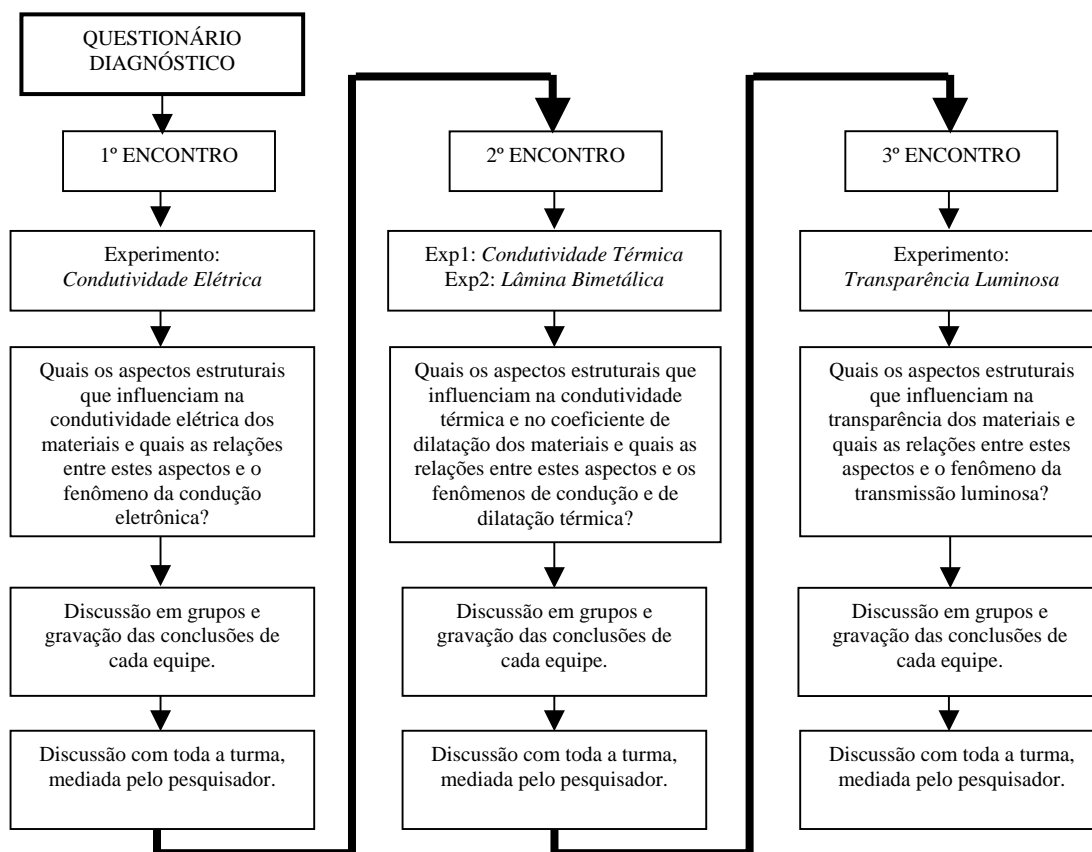 QUESTIONÁRIO
DIAGNÓSTICO
1º ENCONTRO
Experimento:
Condutividade Elétrica
Quais os aspectos estruturais
que influenciam na
condutividade elétrica dos
materiais e quais as relações
entre estes aspectos e o
fenômeno da condução
eletrônica?
Discussão em grupos e
gravação das conclusões de
cada equipe.
Discussão com toda a turma,
mediada pelo pesquisador.
2º ENCONTRO
Exp1: Condutividade Térmica
Exp2: Lâmina Bimetálica
Quais os aspectos estruturais que
influenciam na condutividade
térmica e no coeficiente de
dilatação dos materiais e quais as
relações entre estes aspectos e os
fenômenos de condução e de
dilatação térmica?
Discussão em grupos e
gravação das conclusões de
cada equipe.
Discussão com toda a turma,
mediada pelo pesquisador.
3º ENCONTRO
Experimento:
Transparência Luminosa
Quais os aspectos estruturais
que influenciam na
transparência dos materiais e
quais as relações entre estes
aspectos e o fenômeno da
transmissão luminosa?
Discussão em grupos e
gravação das conclusões de
cada equipe.
Discussão com toda a turma,
mediada pelo pesquisador.